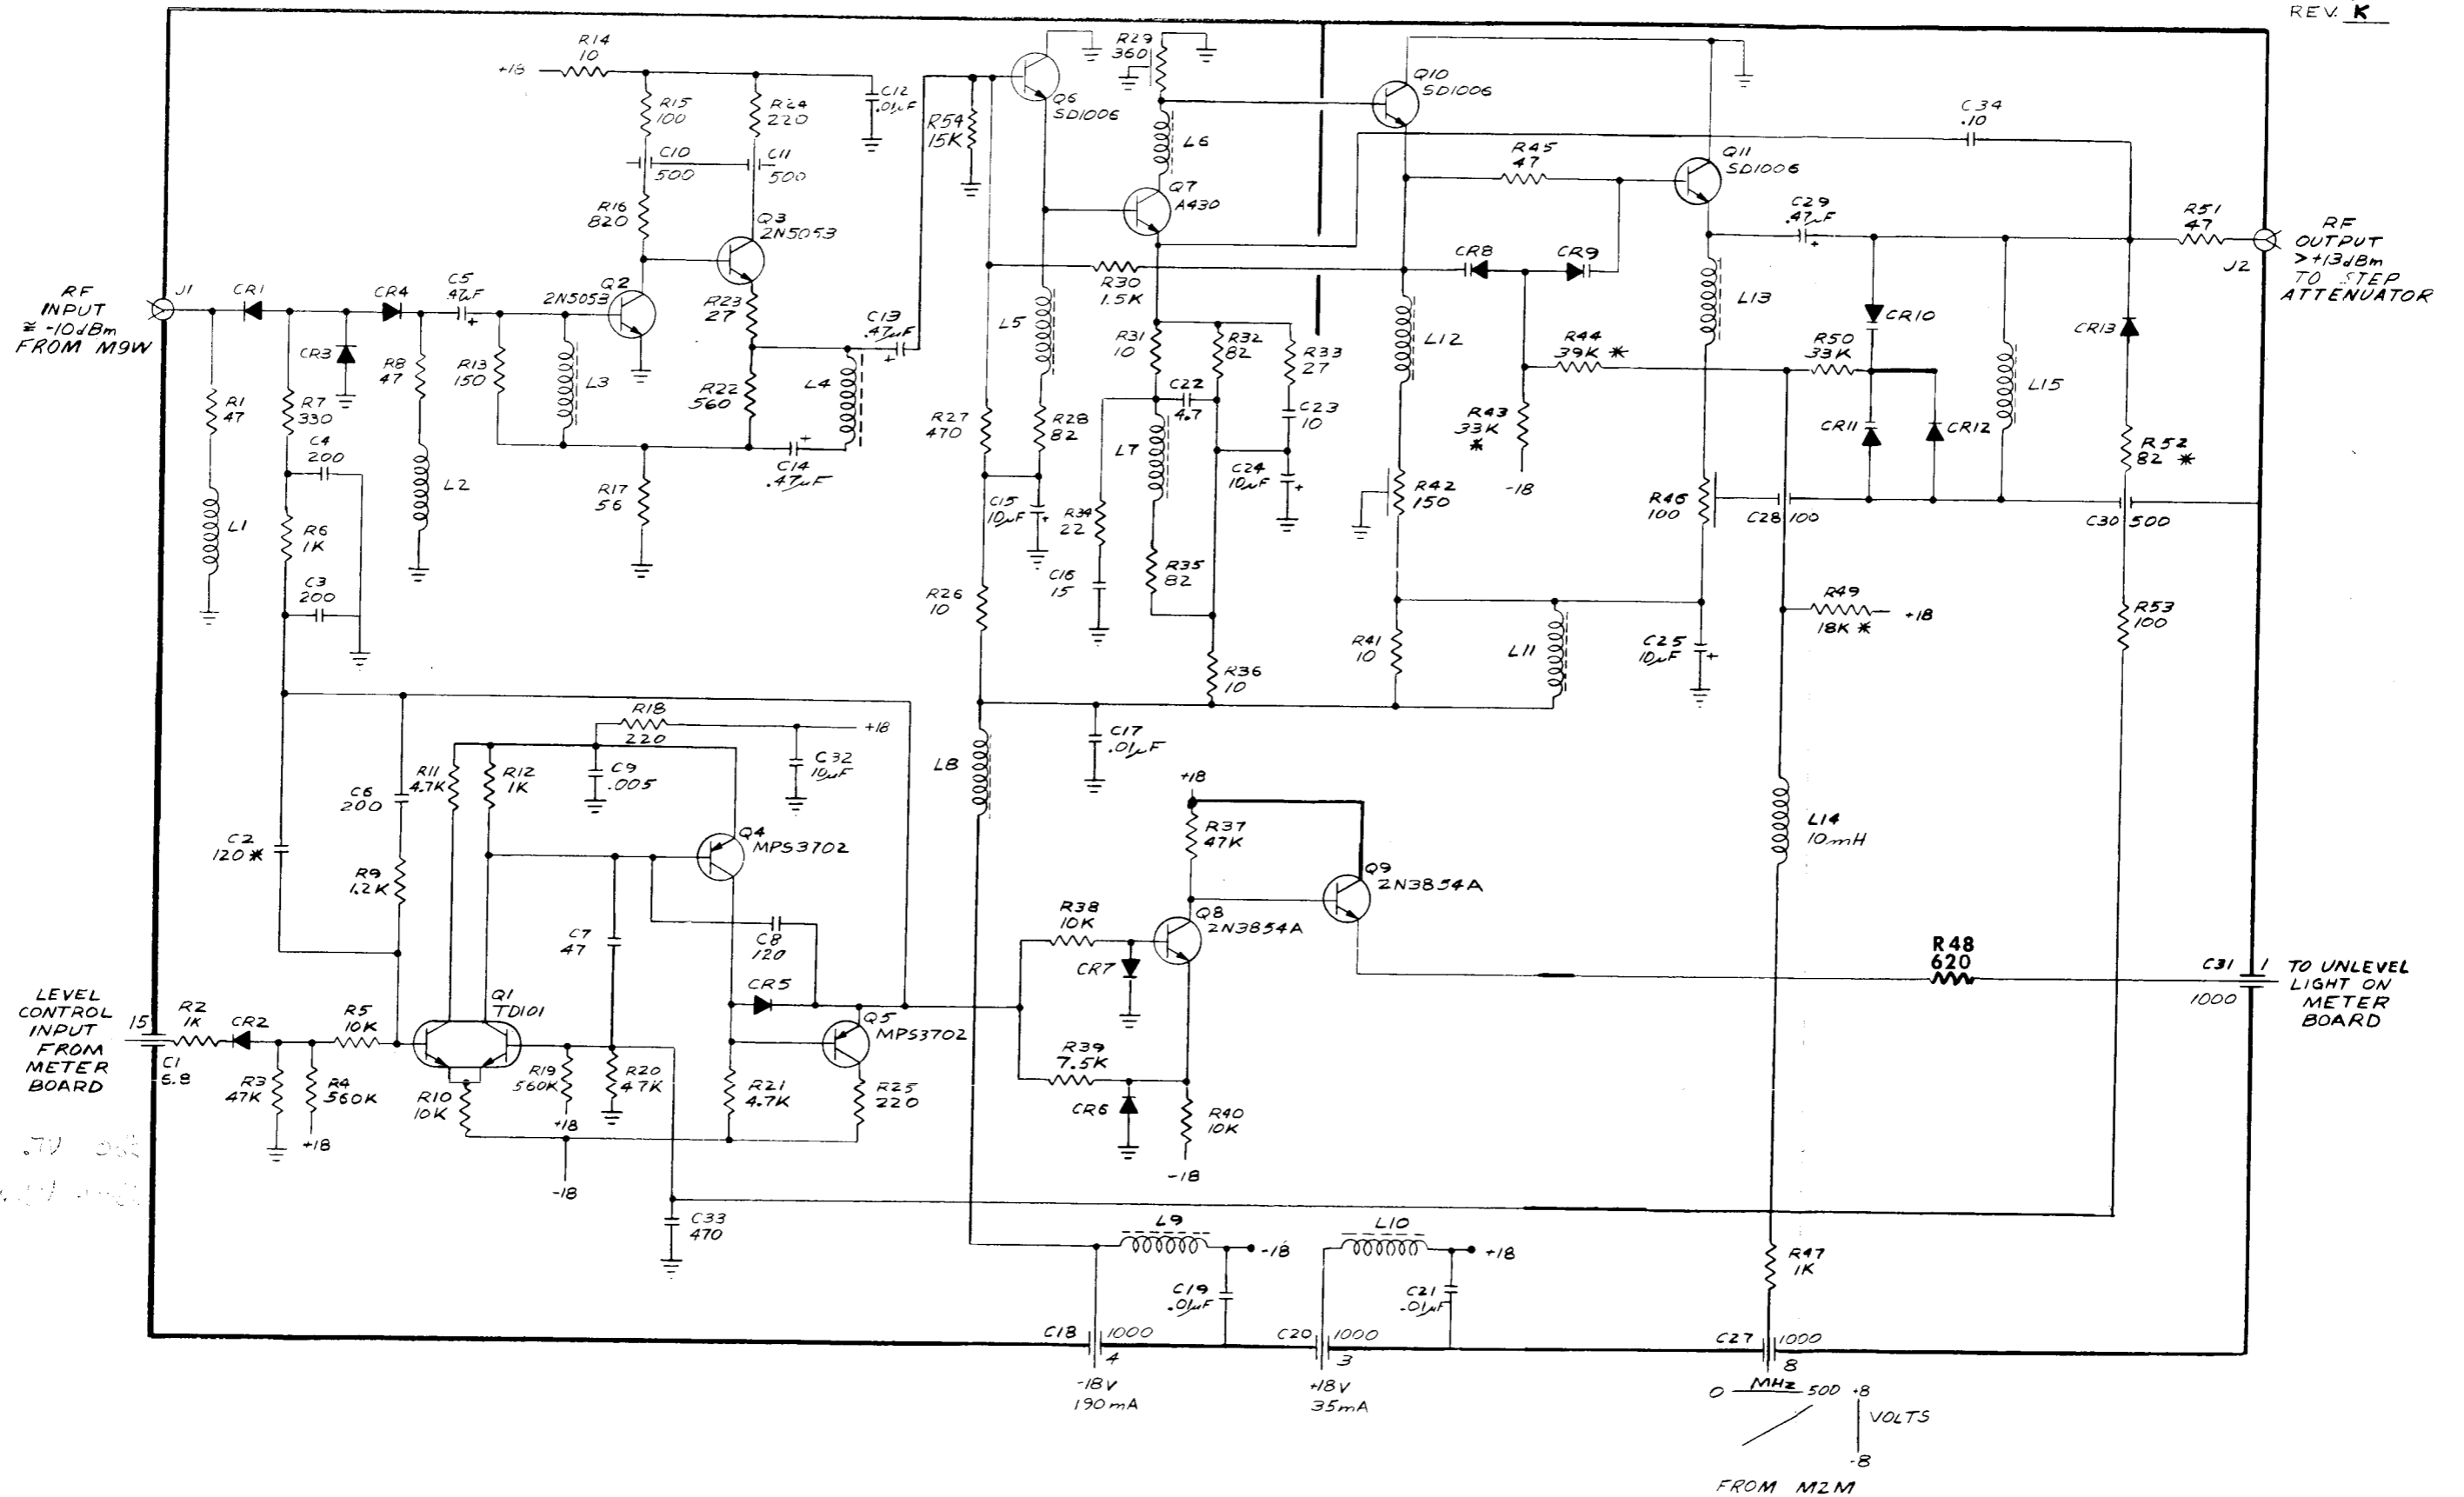 REV. K
R14
10
+18
R15
100
R24
220
C12
.01µF
C10
500
C11
500
R16
820
Q3
2N5053
Q2
2N5053
R23
27
R22
560
L4
C13
.47µF
+
RF
INPUT
≅ -10dBm
FROM M9W
J1
CR1
CR3
CR4
C5
.47µF
+
R1
47
L1
R7
330
C4
200
R6
1K
C3
200
R8
47
L2
R13
150
L3
R17
56
C14
.47µF
+
R54
15K
Q6
SD1006
R29
360
L6
Q7
A430
Q10
SD1006
C34
.10
R45
47
Q11
SD1006
C29
.47µF
+
R51
47
RF
OUTPUT
>+13dBm
TO STEP
ATTENUATOR
J2
CR8
CR9
R30
1.5K
L5
R31
10
R32
82
R33
27
C22
4.7
C23
10
L7
C24
10µF
+
R27
470
R28
82
C15
10µF
+
R34
22
C16
15
R35
82
R26
10
R36
10
L12
R44
39K *
R43
33K
*
-18
R42
150
R41
10
L11
L13
R46
100
C28
100
C25
10µF
+
R50
33K
CR10
CR11
CR12
L15
CR13
R52
82 *
C30
500
R49
18K *
+18
R53
100
L8
C17
.01µF
R18
220
+18
C32
10µF
C9
.005
R11
4.7K
R12
1K
C6
200
C2
120 *
R9
1.2K
Q4
MPS3702
C7
47
C8
120
CR5
Q5
MPS3702
Q1
TD101
LEVEL
CONTROL
INPUT
FROM
METER
BOARD
15
C1
6.8
R2
1K
CR2
R5
10K
R3
47K
R4
560K
+18
R10
10K
R19
560K
+18
R20
47K
R21
4.7K
R25
220
-18
C33
470
+18
R37
47K
Q9
2N3854A
Q8
2N3854A
R38
10K
CR7
R39
7.5K
CR6
R40
10K
-18
L14
10mH
R48
620
C31
1
1000
TO UNLEVEL
LIGHT ON
METER
BOARD
L9
-18
C19
.01µF
L10
+18
C21
.01µF
R47
1K
C18
1000
4
-18V
190mA
C20
1000
3
+18V
35mA
C27
1000
8
0
MHz
500
+8
VOLTS
-8
FROM M2M